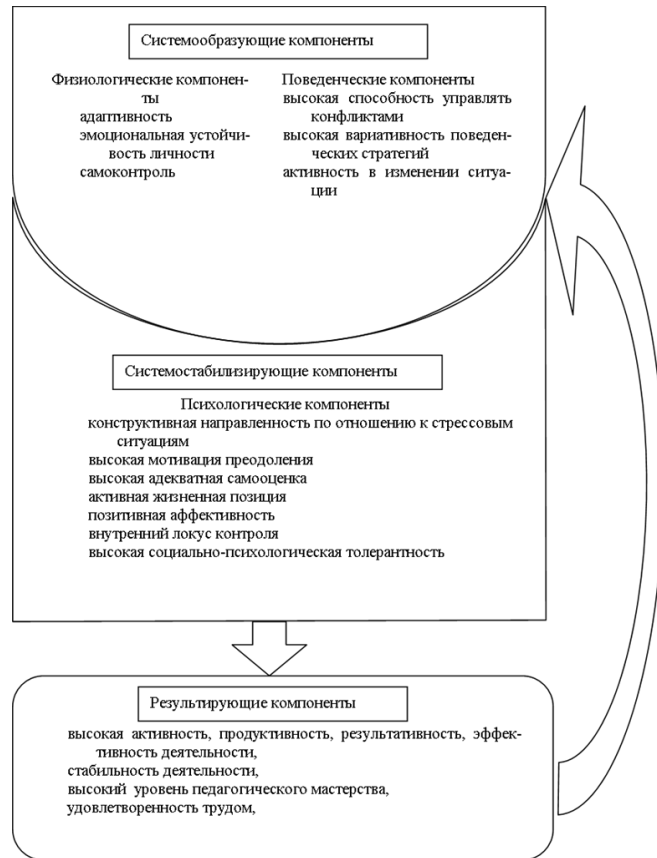 Системообразующие компоненты
Физиологические компонен-
ты
адаптивность
эмоциональная устойчи-
вость личности
самоконтроль
Поведенческие компоненты
высокая способность управлять
конфликтами
высокая вариативность поведен-
ческих стратегий
активность в изменении ситуа-
ции
Системостабилизирующие компоненты
Психологические компоненты
конструктивная направленность по отношению к стрессовым
ситуациям
высокая мотивация преодоления
высокая адекватная самооценка
активная жизненная позиция
позитивная аффективность
внутренний локус контроля
высокая социально-психологическая толерантность
Результирующие компоненты
высокая активность, продуктивность, результативность, эффек-
тивность деятельности,
стабильность деятельности,
высокий уровень педагогического мастерства,
удовлетворенность трудом,